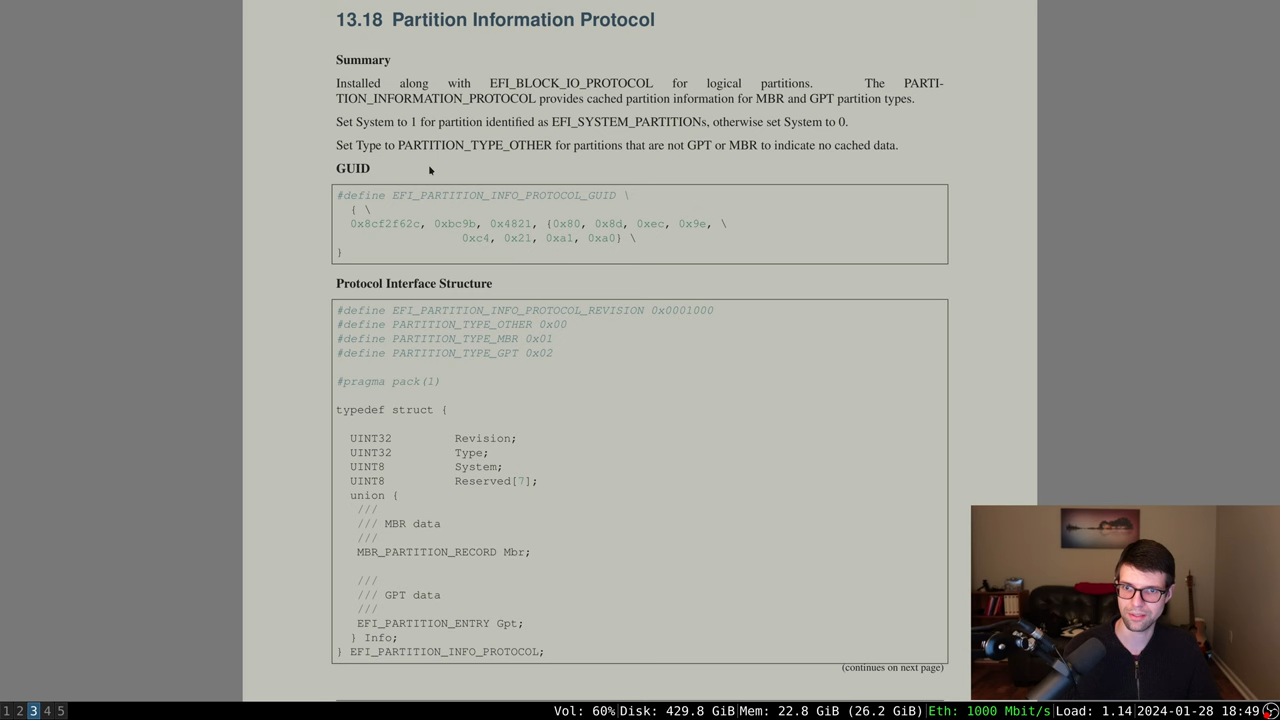 13.18 Partition Information Protocol
Summary
Installed along with EFI_BLOCK_IO_PROTOCOL for logical partitions. The PARTI-
TION_INFORMATION_PROTOCOL provides cached partition information for MBR and GPT partition types.
Set System to 1 for partition identified as EFI_SYSTEM_PARTITIONs, otherwise set System to 0.
Set Type to PARTITION_TYPE_OTHER for partitions that are not GPT or MBR to indicate no cached data.
GUID
#define EFI_PARTITION_INFO_PROTOCOL_GUID \
{ \
0x8cf2f62c, 0xbc9b, 0x4821, {0x80, 0x8d, 0xec, 0x9e, \
0xc4, 0x21, 0xa1, 0xa0} \
}
Protocol Interface Structure
#define EFI_PARTITION_INFO_PROTOCOL_REVISION 0x0001000
#define PARTITION_TYPE_OTHER 0x00
#define PARTITION_TYPE_MBR 0x01
#define PARTITION_TYPE_GPT 0x02
#pragma pack(1)
typedef struct {
UINT32 Revision;
UINT32 Type;
UINT8 System;
UINT8 Reserved[7];
union {
///
/// MBR data
///
MBR_PARTITION_RECORD Mbr;
///
/// GPT data
///
EFI_PARTITION_ENTRY Gpt;
} Info;
} EFI_PARTITION_INFO_PROTOCOL;
(continues on next page)
1 2 3 4 5 Vol: 60%|Disk: 429.8 GiB|Mem: 22.8 GiB (26.2 GiB)|Eth: 1000 Mbit/s|Load: 1.14|2024-01-28 18:49